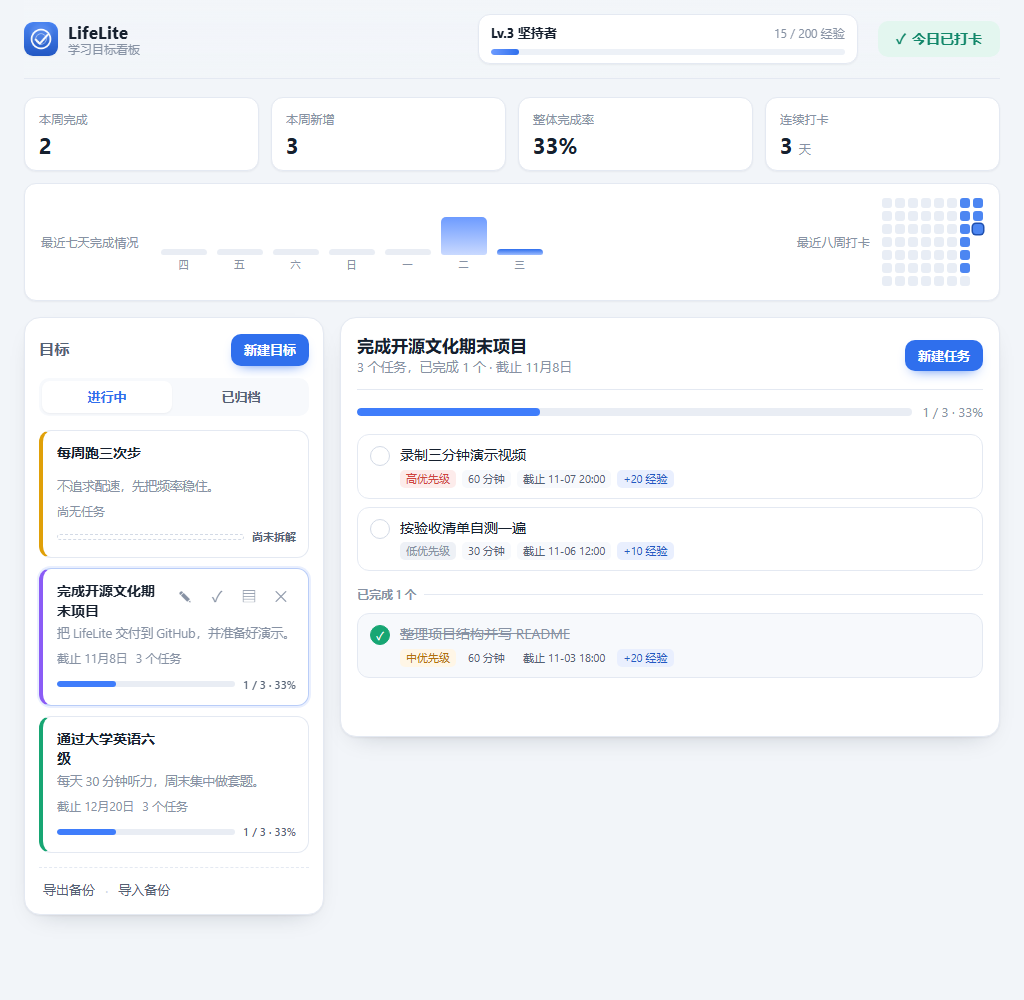 LifeLite
学习目标看板
Lv.3 坚持者
15 / 200 经验
✓ 今日已打卡
本周完成
2
本周新增
3
整体完成率
33%
连续打卡
3 天
最近七天完成情况
四 五 六 日 一 二 三
最近八周打卡
目标
新建目标
进行中
已归档
每周跑三次步
不追求配速，先把频率稳住。
尚无任务
尚未拆解
完成开源文化期
末项目
把 LifeLite 交付到 GitHub，并准备好演示。
截止 11月8日 3 个任务
1 / 3 · 33%
通过大学英语六
级
每天 30 分钟听力，周末集中做套题。
截止 12月20日 3 个任务
1 / 3 · 33%
导出备份 · 导入备份
完成开源文化期末项目
3 个任务，已完成 1 个 · 截止 11月8日
新建任务
1 / 3 · 33%
录制三分钟演示视频
高优先级 60 分钟 截止 11-07 20:00 +20 经验
按验收清单自测一遍
低优先级 30 分钟 截止 11-06 12:00 +10 经验
已完成 1 个
整理项目结构并写 README
中优先级 60 分钟 截止 11-03 18:00 +20 经验